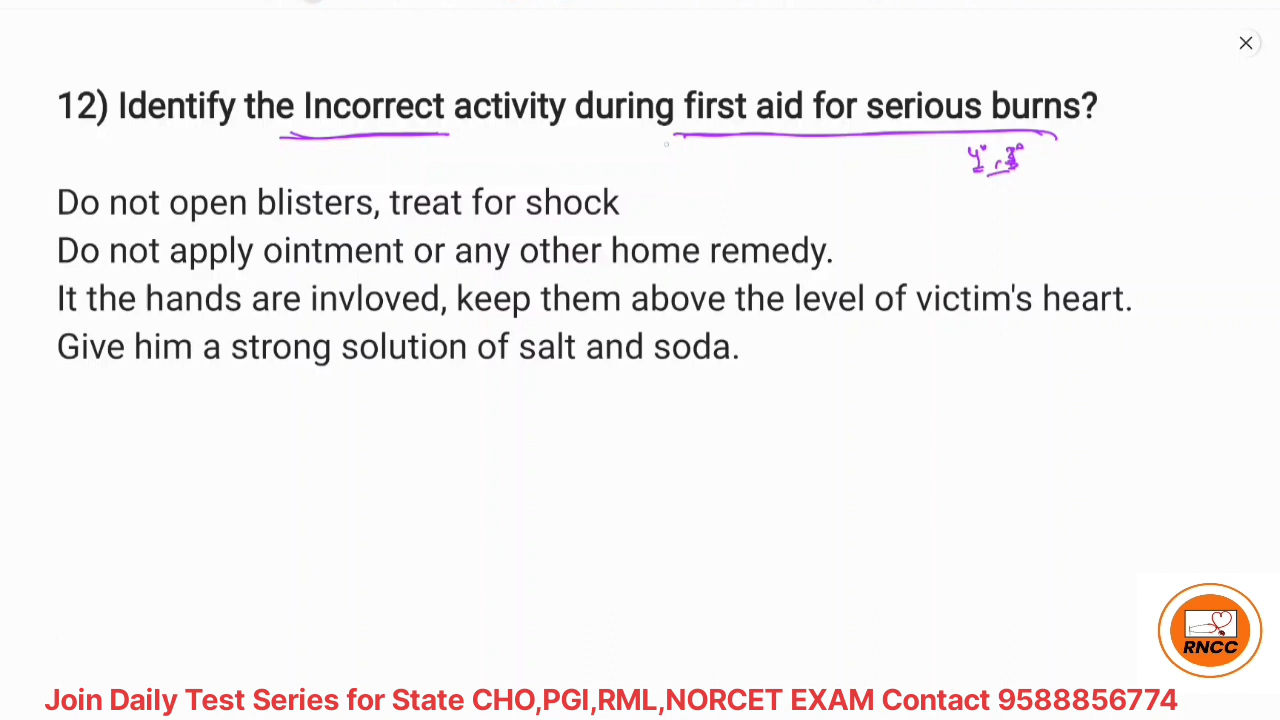 12) Identify the Incorrect activity during first aid for serious burns?
4°, 3°
Do not open blisters, treat for shock
Do not apply ointment or any other home remedy.
It the hands are invloved, keep them above the level of victim's heart.
Give him a strong solution of salt and soda.
RNCC
Join Daily Test Series for State CHO,PGI,RML,NORCET EXAM Contact 9588856774